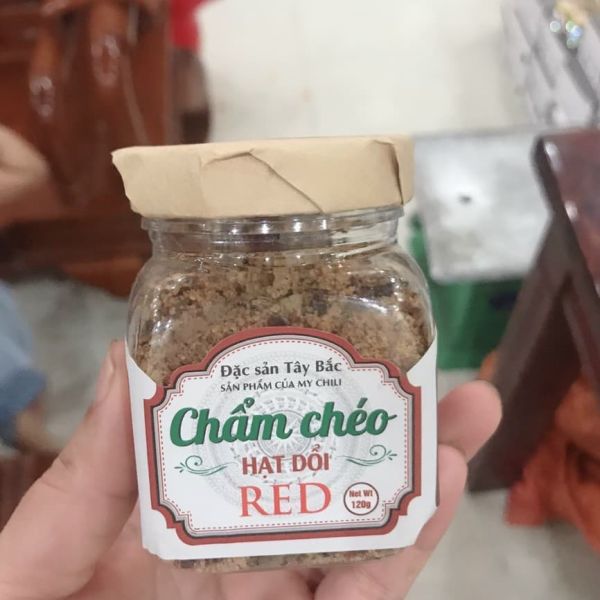 Đặc sản Tây Bắc
SẢN PHẨM CỦA MY CHILI
Chẩm chéo
HẠT DỔI
RED
Net Wt
120g